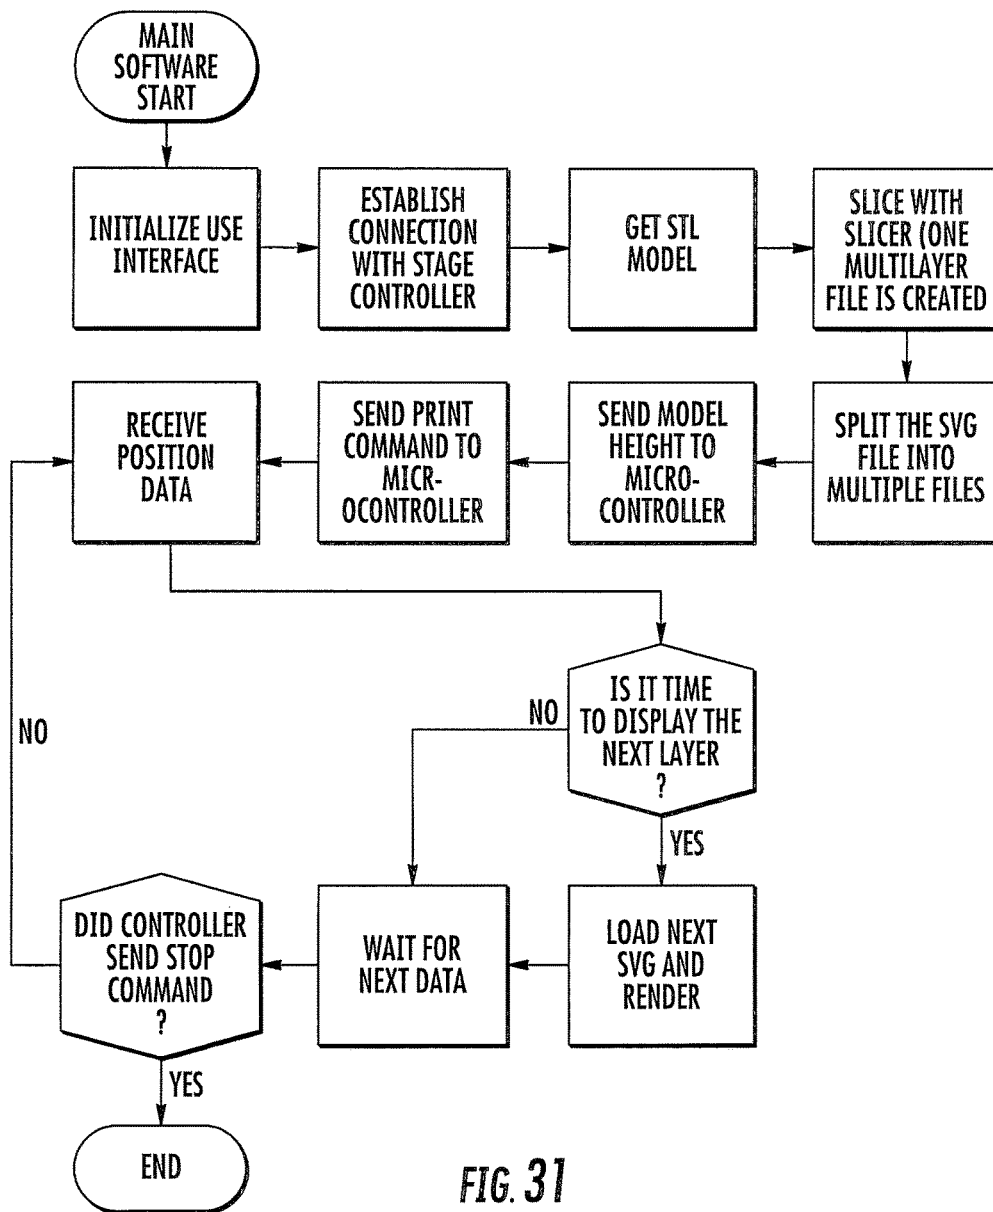 MAIN
SOFTWARE
START
INITIALIZE USE
INTERFACE
ESTABLISH
CONNECTION
WITH STAGE
CONTROLLER
GET STL
MODEL
SLICE WITH
SLICER (ONE
MULTILAYER
FILE IS CREATED
SPLIT THE SVG
FILE INTO
MULTIPLE FILES
SEND MODEL
HEIGHT TO
MICRO-
CONTROLLER
SEND PRINT
COMMAND TO
MICR-
OCONTROLLER
RECEIVE
POSITION
DATA
IS IT TIME
TO DISPLAY THE
NEXT LAYER
?
NO
YES
LOAD NEXT
SVG AND
RENDER
WAIT FOR
NEXT DATA
DID CONTROLLER
SEND STOP
COMMAND
?
NO
YES
END
FIG. 31